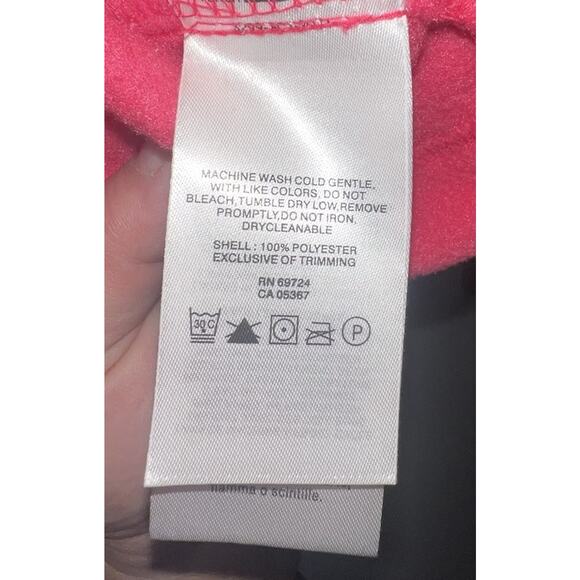 MACHINE WASH COLD GENTLE,
WITH LIKE COLORS, DO NOT
BLEACH,TUMBLE DRY LOW,REMOVE
PROMPTLY,DO NOT IRON,
DRYCLEANABLE
SHELL : 100% POLYESTER
EXCLUSIVE OF TRIMMING
RN 69724
CA 05367
30 C P
fiamma o scintille.